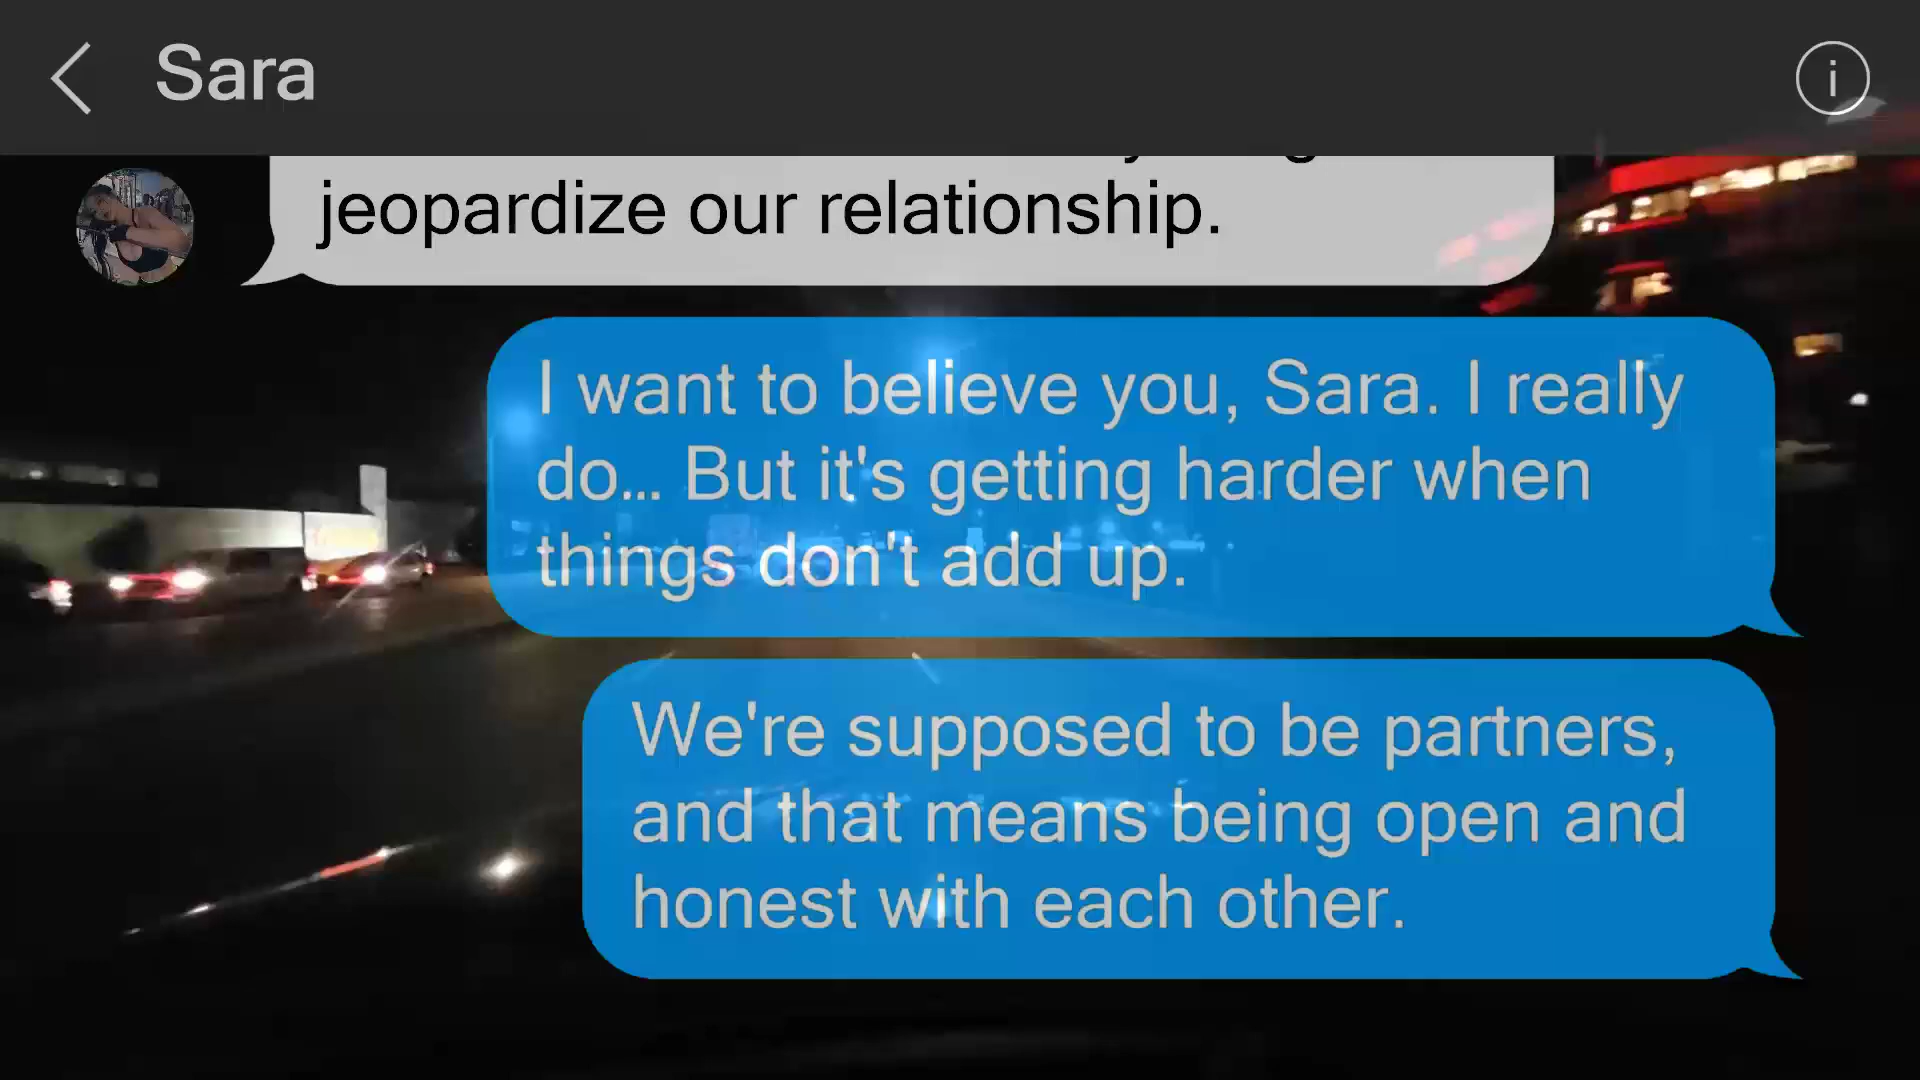 Sara
jeopardize our relationship.
I want to believe you, Sara. I really
do... But it's getting harder when
things don't add up.
We're supposed to be partners,
and that means being open and
honest with each other.